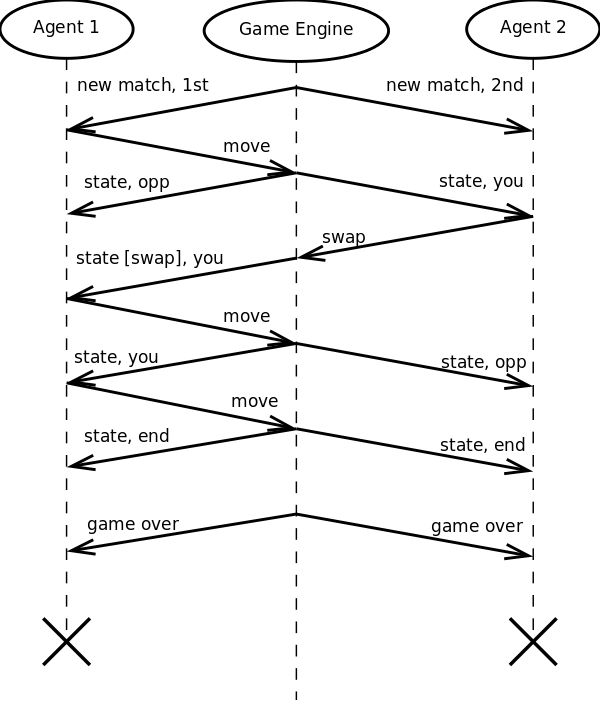 Agent 1
Game Engine
Agent 2
new match, 1st
new match, 2nd
move
state, opp
state, you
swap
state [swap], you
move
state, you
state, opp
move
state, end
state, end
game over
game over